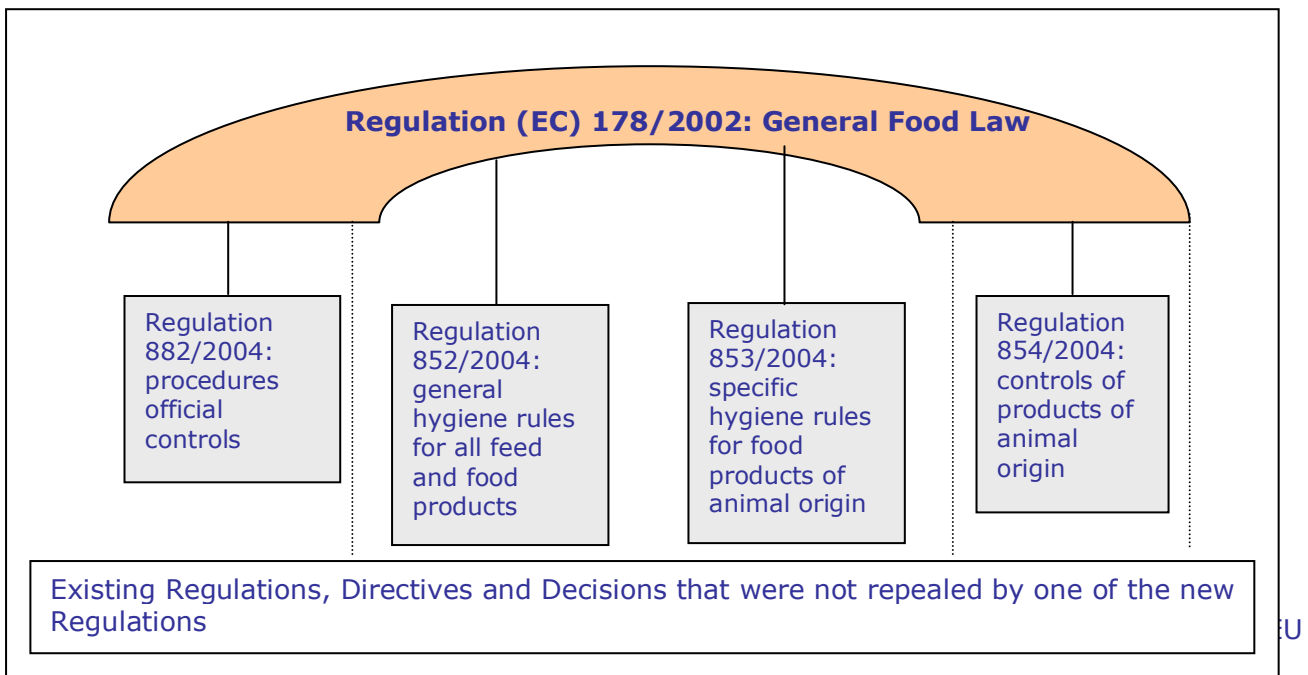 Regulation (EC) 178/2002: General Food Law
Regulation
882/2004:
procedures
official
controls
Regulation
852/2004:
general
hygiene rules
for all feed
and food
products
Regulation
853/2004:
specific
hygiene rules
for food
products of
animal origin
Regulation
854/2004:
controls of
products of
animal
origin
Existing Regulations, Directives and Decisions that were not repealed by one of the new
Regulations
EU